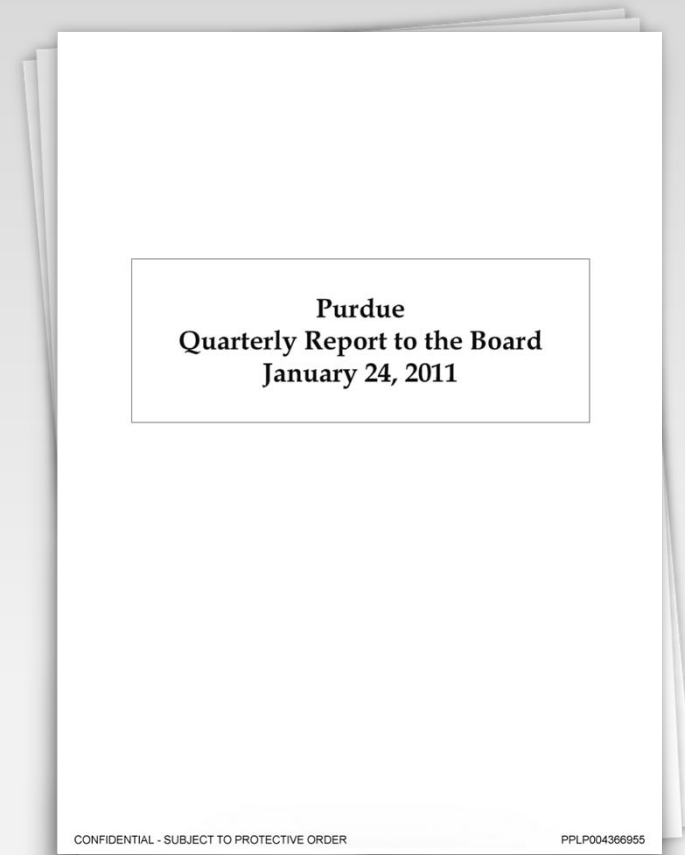 Purdue
Quarterly Report to the Board
January 24, 2011
CONFIDENTIAL - SUBJECT TO PROTECTIVE ORDER
PPLP004366955